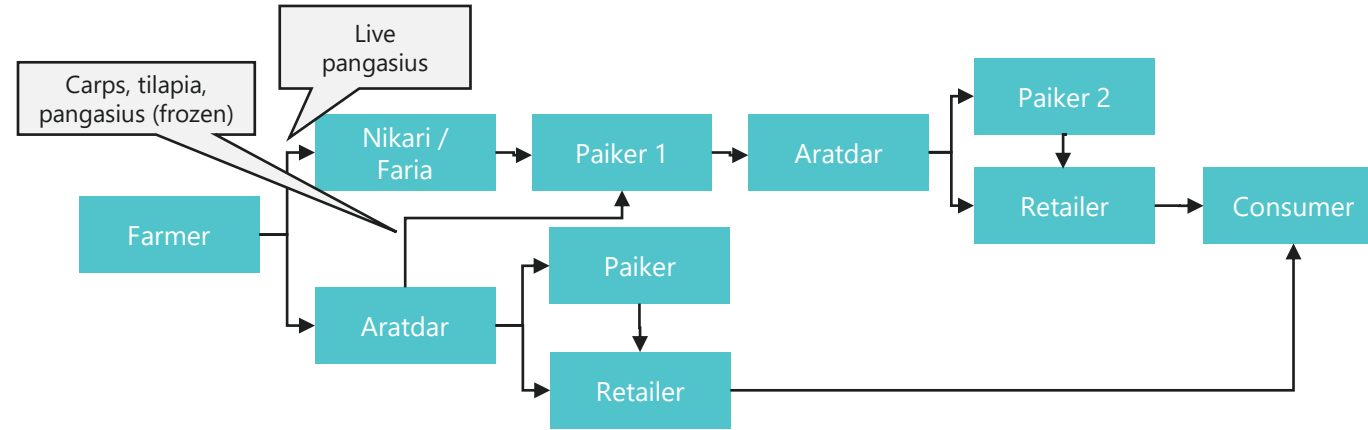 Live
pangasius
Carps, tilapia,
pangasius (frozen)
Nikari /
Faria
Paiker 1
Aratdar
Paiker 2
Retailer
Consumer
Farmer
Aratdar
Paiker
Retailer